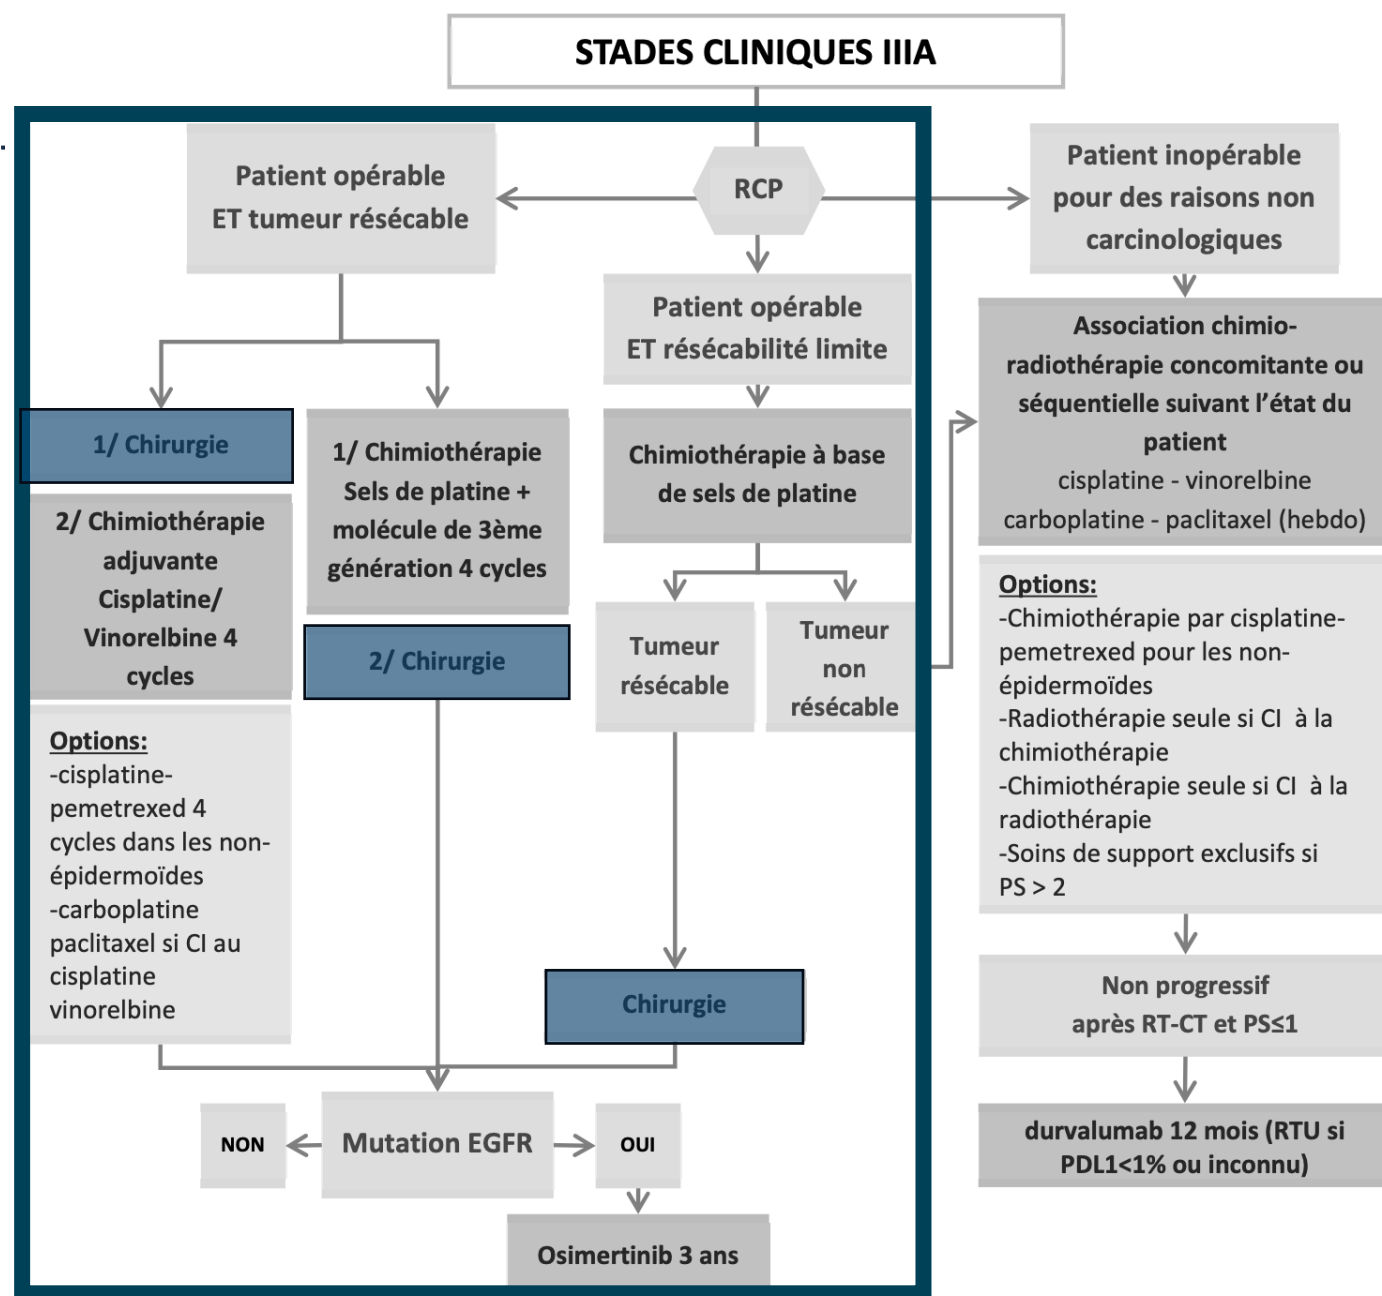 STADES CLINIQUES IIIA
RCP
Patient opérable
ET tumeur résécable
1/ Chirurgie
2/ Chimiothérapie
adjuvante
Cisplatine/
Vinorelbine 4
cycles
Options:
-cisplatine-
pemetrexed 4
cycles dans les non-
épidermoïdes
-carboplatine
paclitaxel si CI au
cisplatine
vinorelbine
1/ Chimiothérapie
Sels de platine +
molécule de 3ème
génération 4 cycles
2/ Chirurgie
Patient opérable
ET résécabilité limite
Chimiothérapie à base
de sels de platine
Tumeur
résécable
Tumeur
non
résécable
Chirurgie
Mutation EGFR
NON
OUI
Osimertinib 3 ans
Patient inopérable
pour des raisons non
carcinologiques
Association chimio-
radiothérapie concomitante ou
séquentielle suivant l'état du
patient
cisplatine - vinorelbine
carboplatine - paclitaxel (hebdo)
Options:
-Chimiothérapie par cisplatine-
pemetrexed pour les non-
épidermoïdes
-Radiothérapie seule si CI à la
chimiothérapie
-Chimiothérapie seule si CI à la
radiothérapie
-Soins de support exclusifs si
PS > 2
Non progressif
après RT-CT et PS≤1
durvalumab 12 mois (RTU si
PDL1<1% ou inconnu)